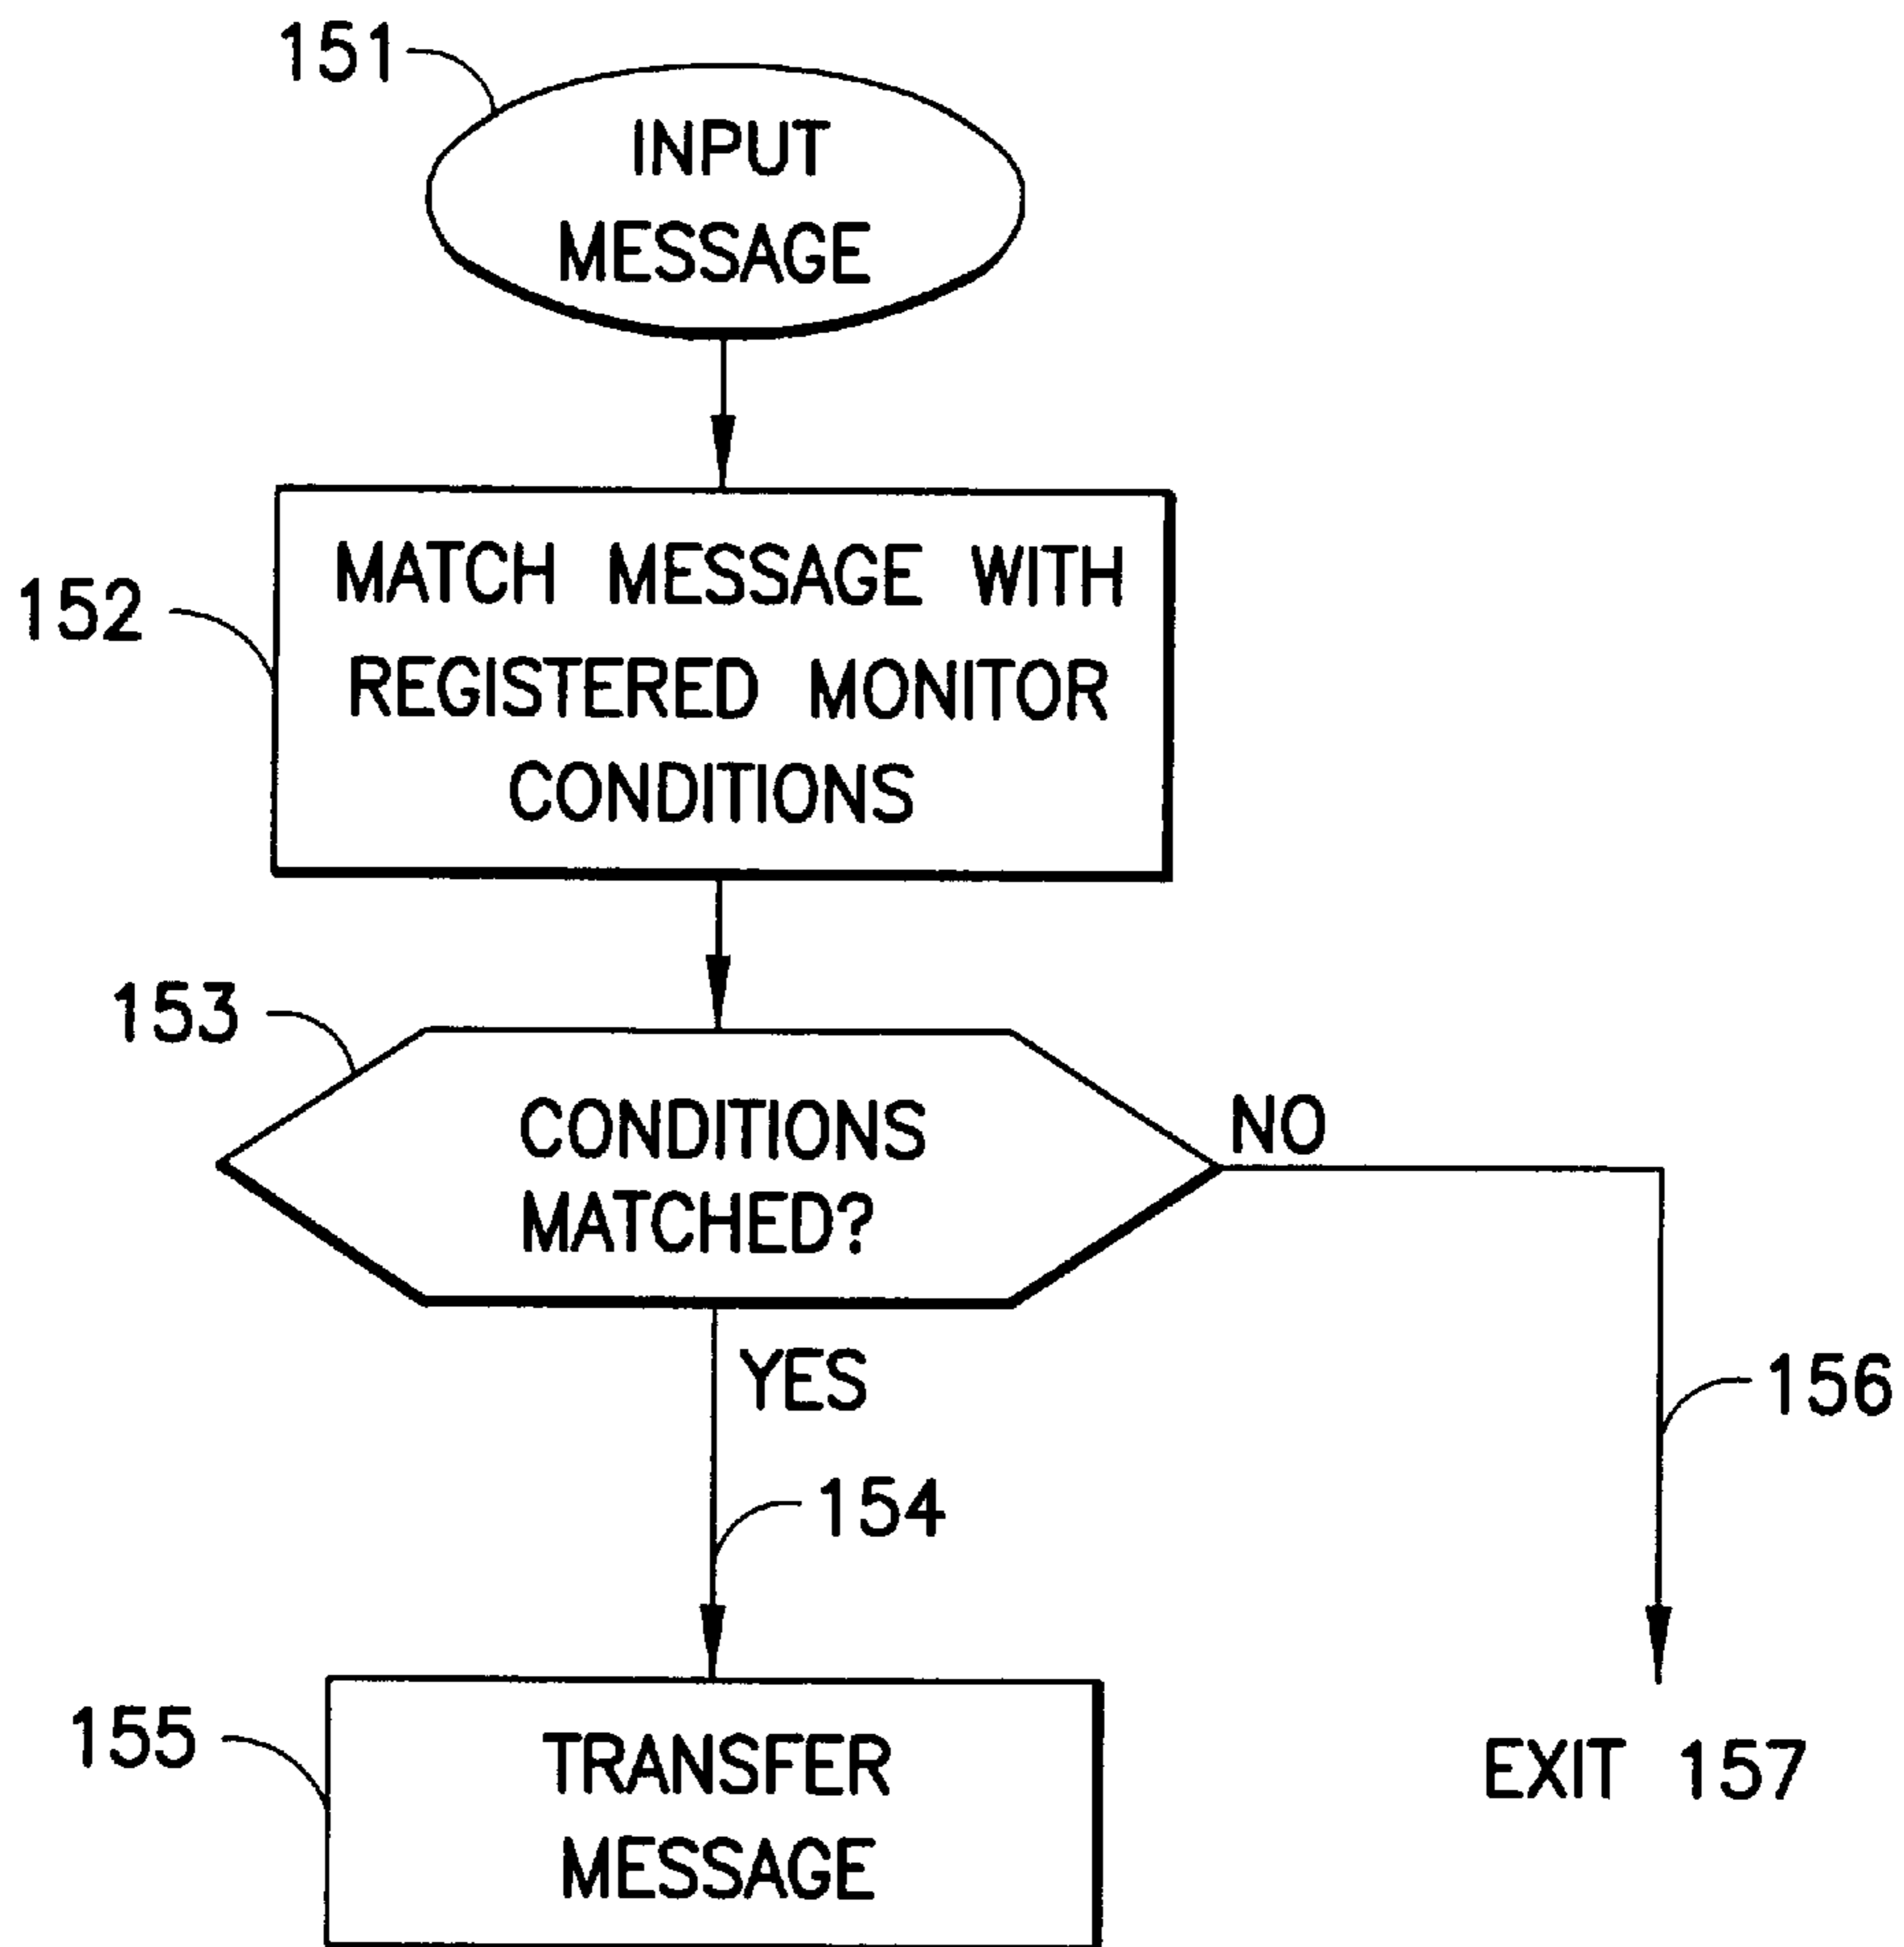 151
INPUT
MESSAGE
152
MATCH MESSAGE WITH
REGISTERED MONITOR
CONDITIONS
153
CONDITIONS
MATCHED?
NO
YES
156
154
155
TRANSFER
MESSAGE
EXIT 157